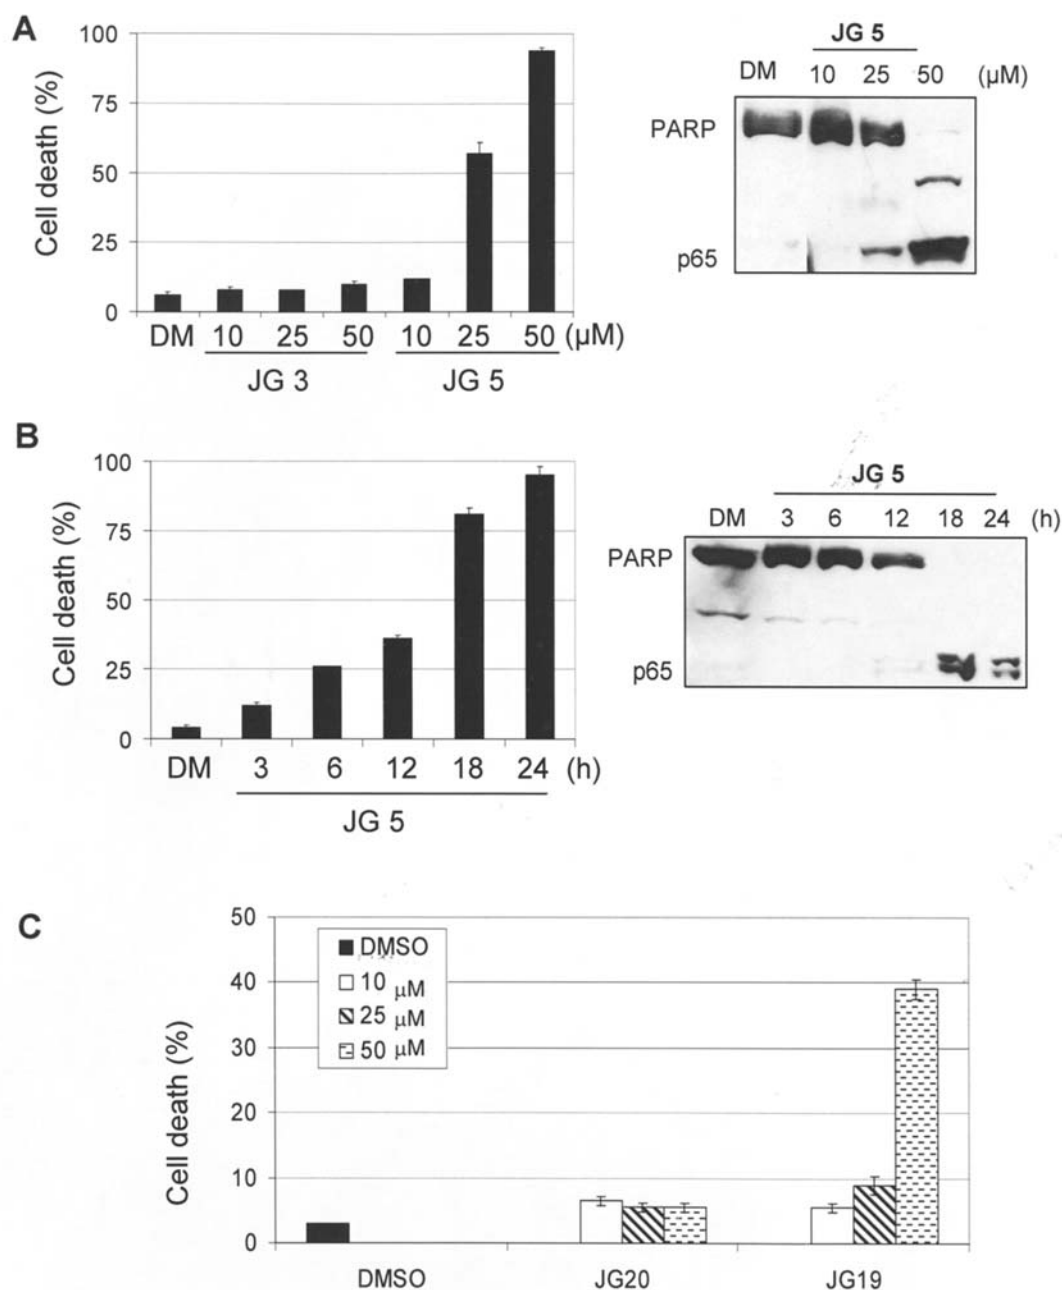 A
Cell death (%)
100
75
50
25
0
DM 10 25 50 10 25 50 (µM)
JG 3 JG 5
JG 5
DM 10 25 50 (µM)
PARP
p65
B
Cell death (%)
100
75
50
25
0
DM 3 6 12 18 24 (h)
JG 5
JG 5
DM 3 6 12 18 24 (h)
PARP
p65
C
Cell death (%)
50
40
30
20
10
0
DMSO
10 µM
25 µM
50 µM
DMSO JG20 JG19